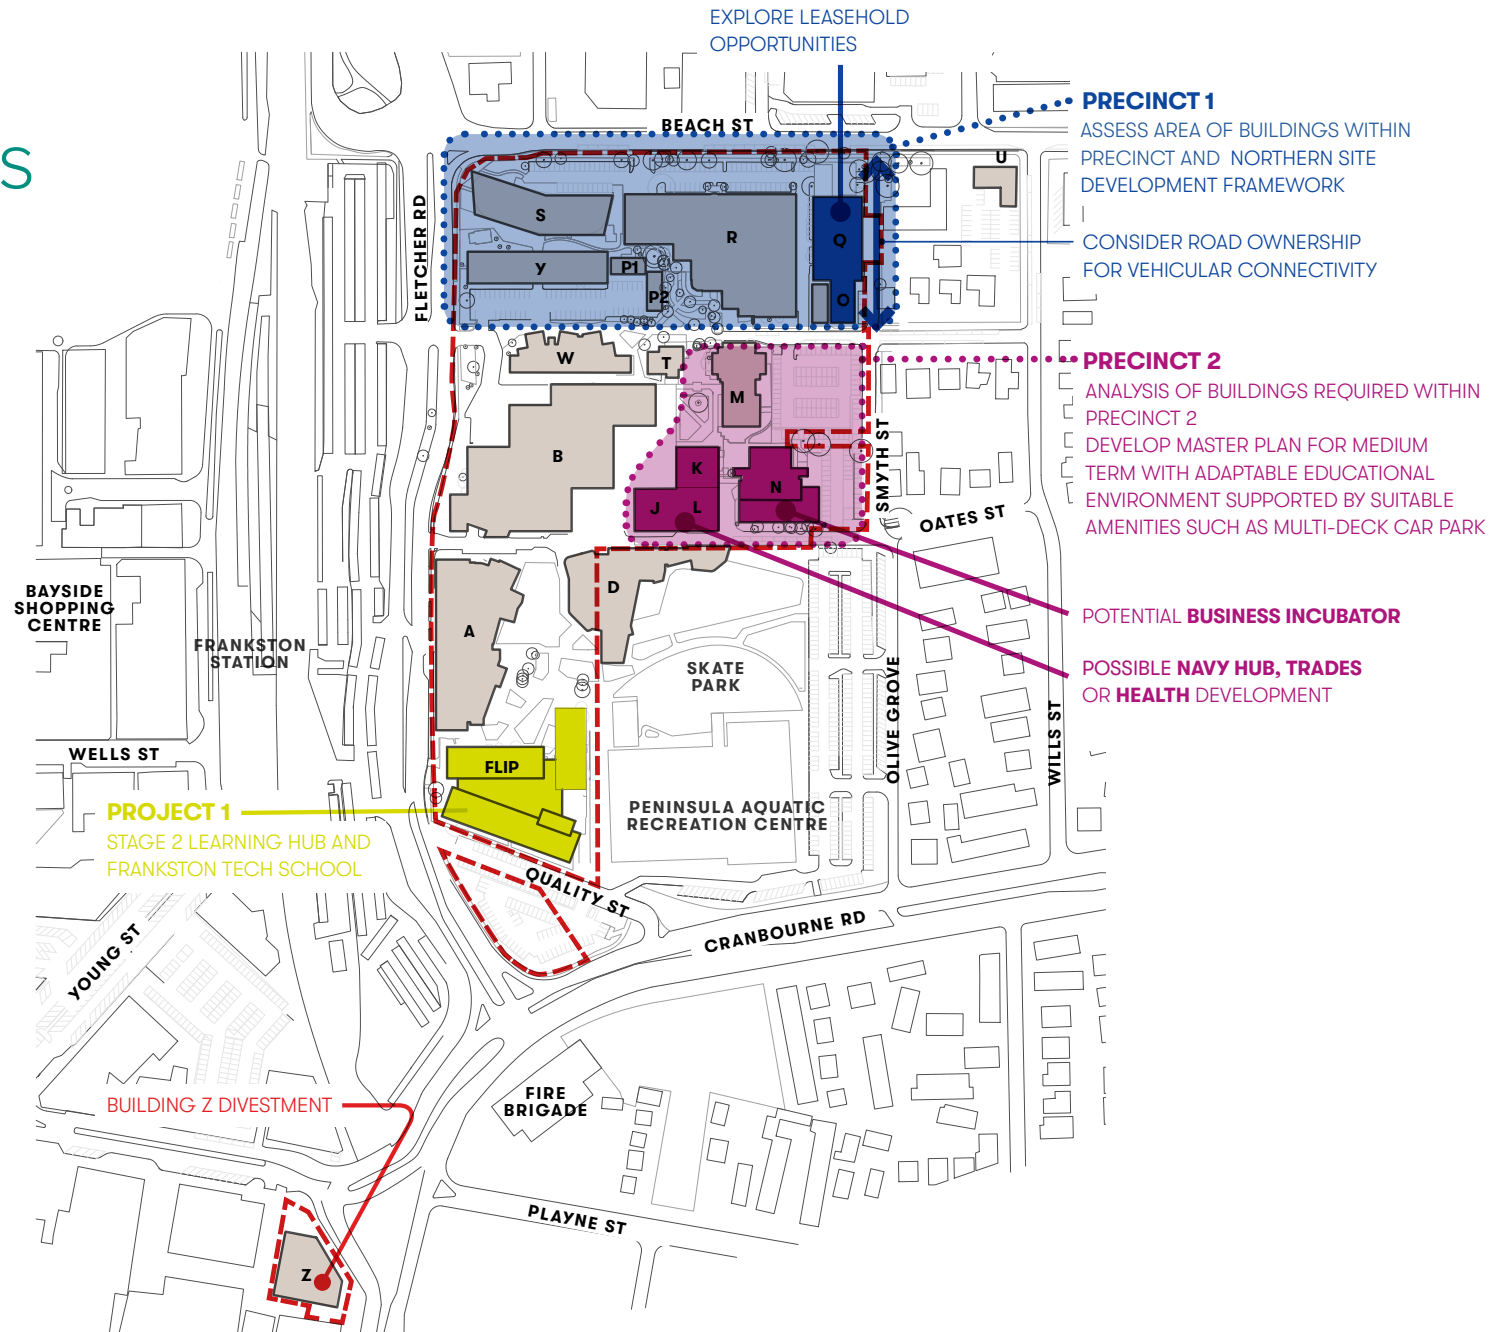 EXPLORE LEASEHOLD
OPPORTUNITIES
S
PRECINCT 1
ASSESS AREA OF BUILDINGS WITHIN
PRECINCT AND NORTHERN SITE
DEVELOPMENT FRAMEWORK
CONSIDER ROAD OWNERSHIP
FOR VEHICULAR CONNECTIVITY
BEACH ST
U
FLETCHER RD
S
R
Q
Y
P1
P2
O
PRECINCT 2
ANALYSIS OF BUILDINGS REQUIRED WITHIN
PRECINCT 2
DEVELOP MASTER PLAN FOR MEDIUM
TERM WITH ADAPTABLE EDUCATIONAL
ENVIRONMENT SUPPORTED BY SUITABLE
AMENITIES SUCH AS MULTI-DECK CAR PARK
W
T
M
B
K
J
L
N
SMYTH ST
OATES ST
POTENTIAL BUSINESS INCUBATOR
POSSIBLE NAVY HUB, TRADES
OR HEALTH DEVELOPMENT
BAYSIDE
SHOPPING
CENTRE
FRANKSTON
STATION
A
D
SKATE
PARK
OLIVE GROVE
WILLS ST
WELLS ST
FLIP
PROJECT 1
STAGE 2 LEARNING HUB AND
FRANKSTON TECH SCHOOL
PENINSULA AQUATIC
RECREATION CENTRE
QUALITY ST
CRANBOURNE RD
YOUNG ST
BUILDING Z DIVESTMENT
FIRE
BRIGADE
PLAYNE ST
Z